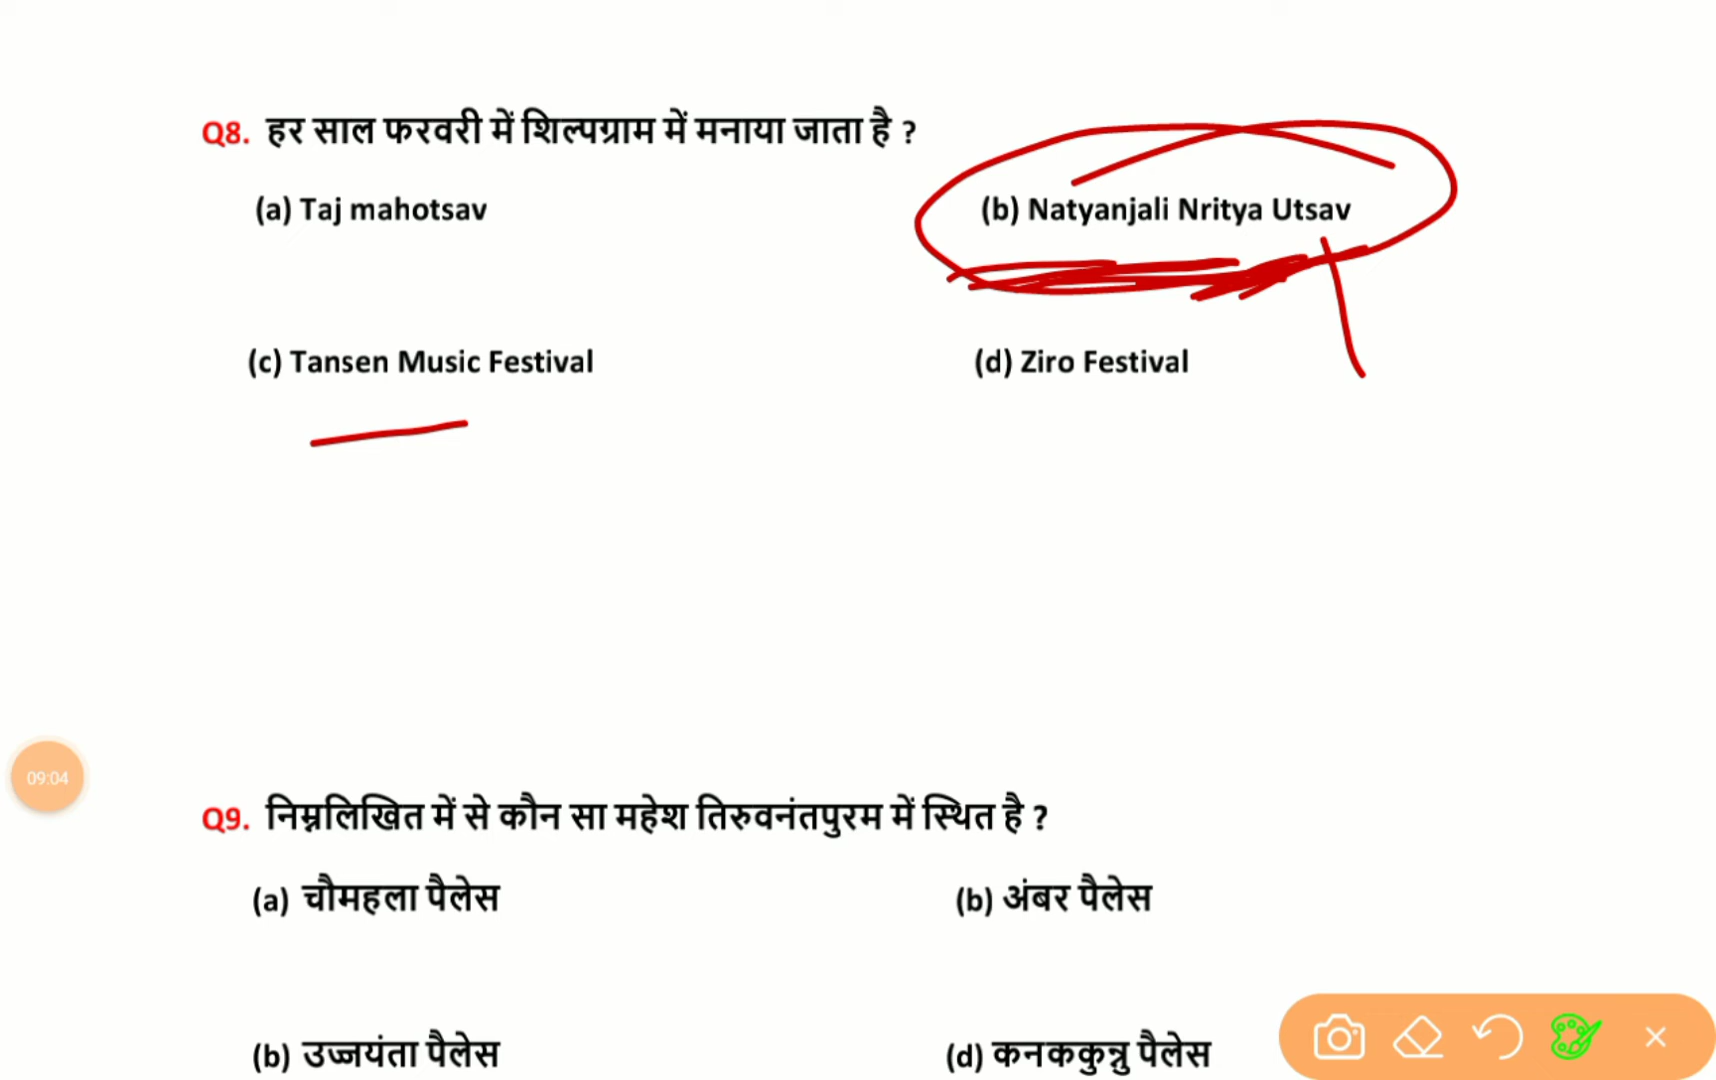 Q8. हर साल फरवरी में शिल्पग्राम में मनाया जाता है ?
(a) Taj mahotsav (b) Natyanjali Nritya Utsav
(c) Tansen Music Festival (d) Ziro Festival
09:04
Q9. निम्नलिखित में से कौन सा महेश तिरुवनंतपुरम में स्थित है ?
(a) चौमहला पैलेस (b) अंबर पैलेस
(b) उज्जयंता पैलेस (d) कनककुन्नु पैलेस